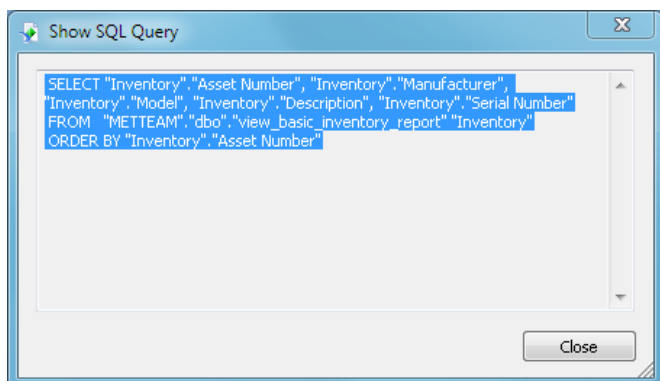 Show SQL Query
SELECT "Inventory"."Asset Number", "Inventory"."Manufacturer",
"Inventory"."Model", "Inventory"."Description", "Inventory"."Serial Number"
FROM   "METTEAM"."dbo"."view_basic_inventory_report" "Inventory"
ORDER BY "Inventory"."Asset Number"
Close